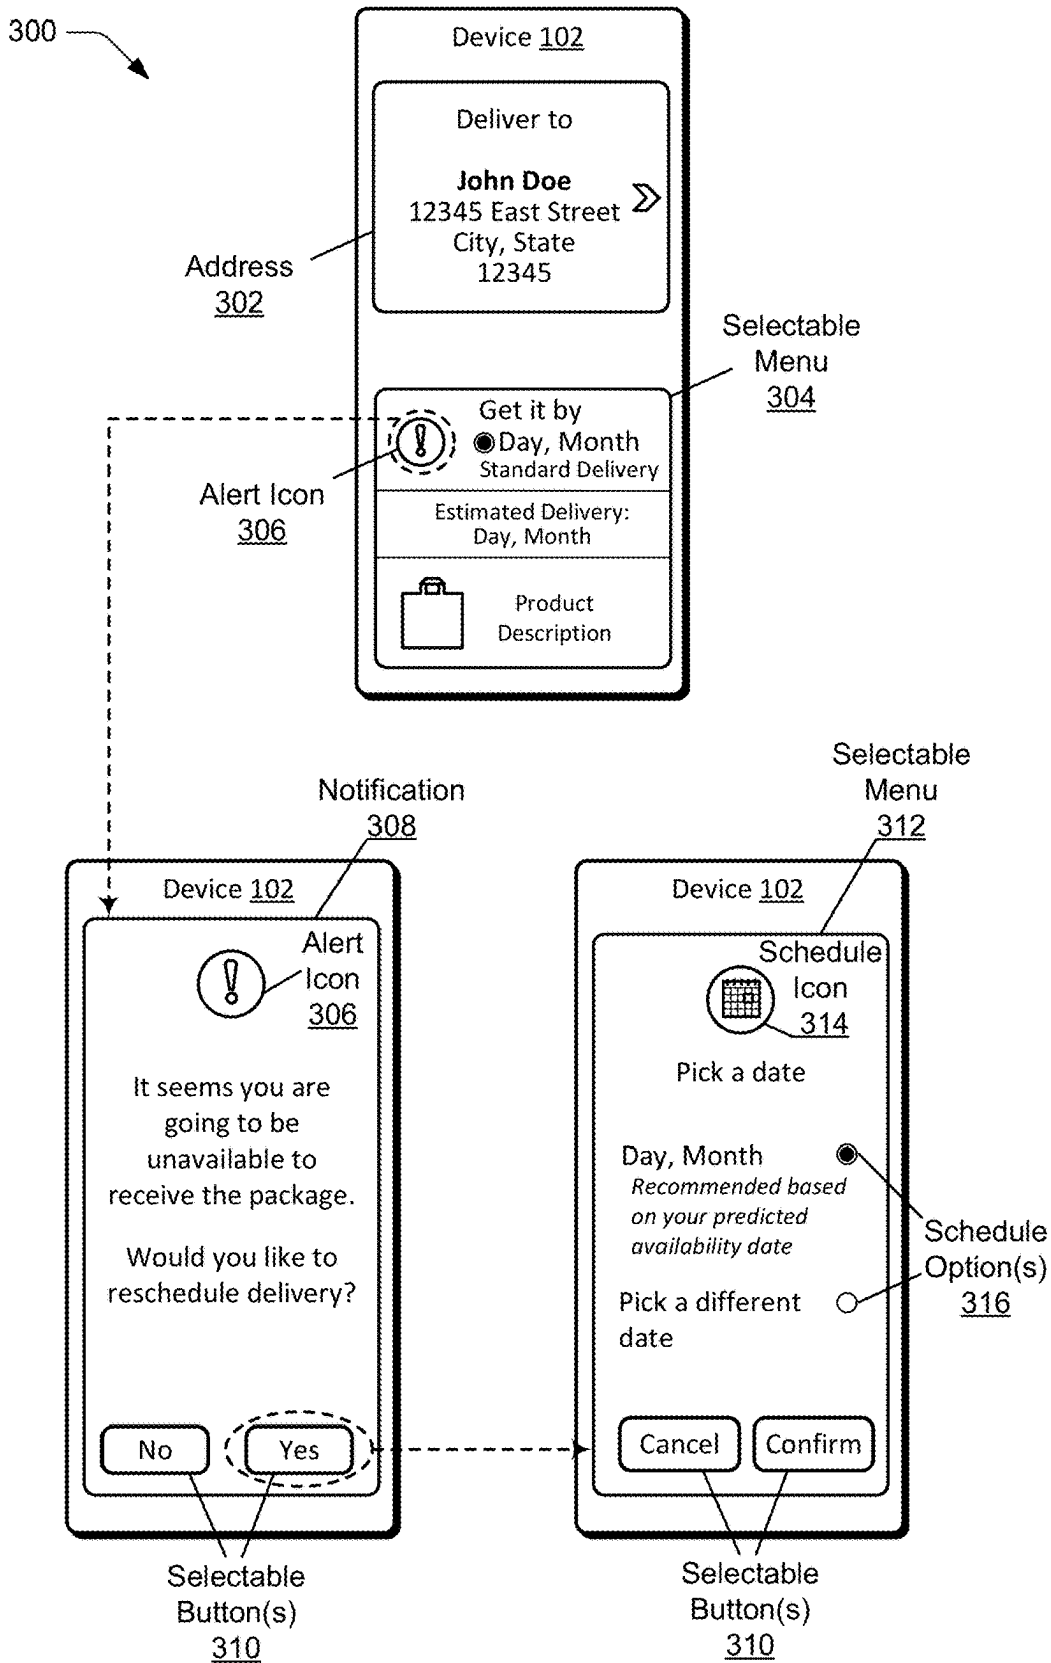 300
Device 102
Deliver to
John Doe
12345 East Street
City, State
12345
Address
302
Selectable
Menu
304
Get it by
Day, Month
Standard Delivery
Alert Icon
306
Estimated Delivery:
Day, Month
Product
Description
Notification
308
Device 102
Alert
Icon
306
It seems you are
going to be
unavailable to
receive the package.
Would you like to
reschedule delivery?
No
Yes
Selectable
Button(s)
310
Selectable
Menu
312
Device 102
Schedule
Icon
314
Pick a date
Day, Month
Recommended based
on your predicted
availability date
Pick a different
date
Schedule
Option(s)
316
Cancel
Confirm
Selectable
Button(s)
310